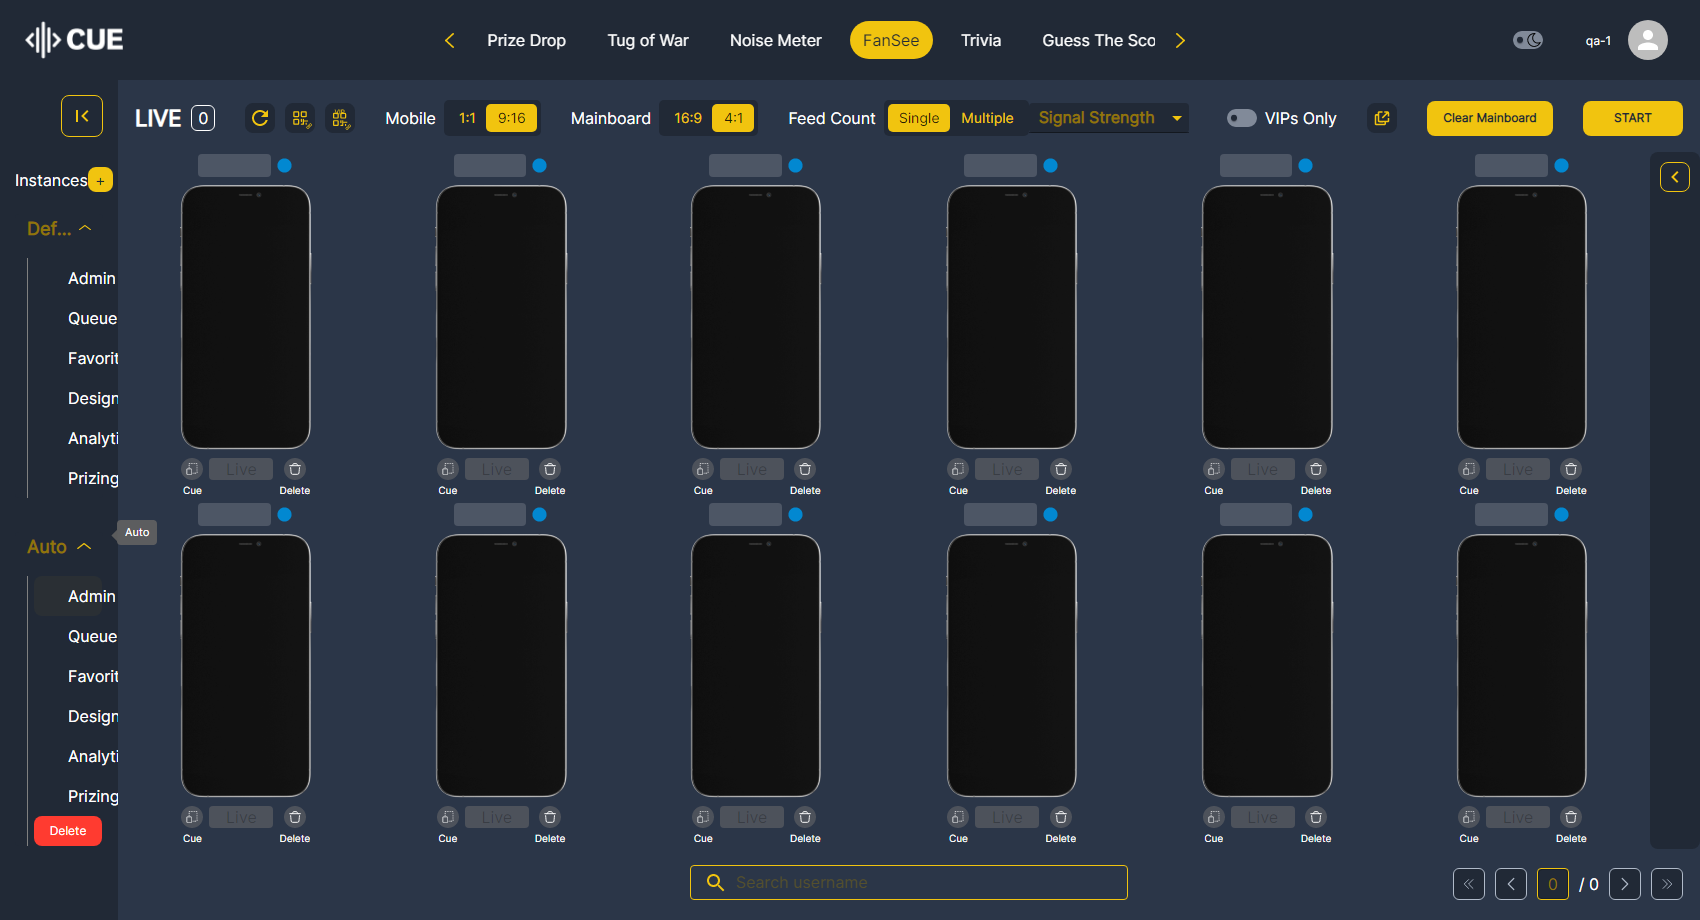 CUE
Prize Drop Tug of War Noise Meter FanSee Trivia Guess The Sco
qa-1
LIVE 0 Mobile 1:1 9:16 Mainboard 16:9 4:1 Feed Count Single Multiple Signal Strength VIPs Only Clear Mainboard START
Instances +
Def...
Admin
Queue
Favorit
Design
Analyti
Prizing
Live Live Live Live Live Live
Cue Delete Cue Delete Cue Delete Cue Delete Cue Delete Cue Delete
Auto
Auto
Admin
Queue
Favorit
Design
Analyti
Prizing
Delete
Live Live Live Live Live Live
Cue Delete Cue Delete Cue Delete Cue Delete Cue Delete Cue Delete
Search username
0 / 0